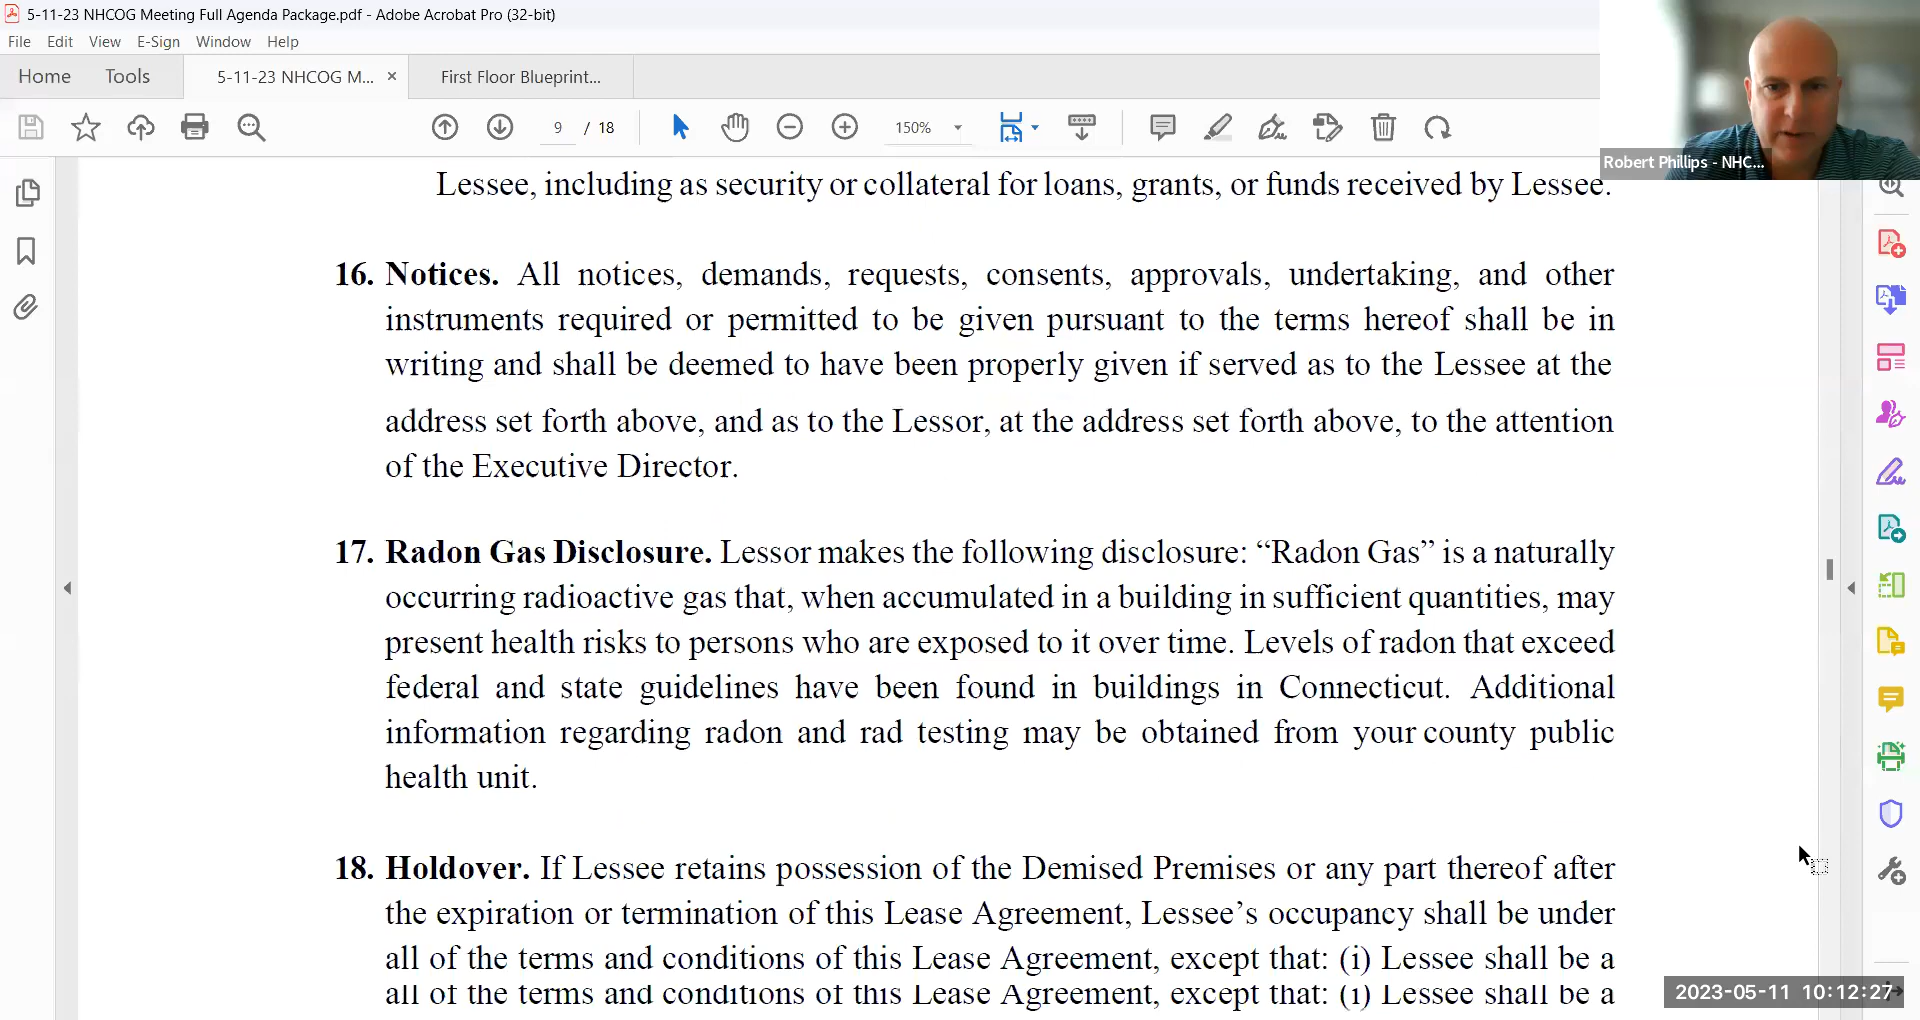 5-11-23 NHCOG Meeting Full Agenda Package.pdf - Adobe Acrobat Pro (32-bit)
File Edit View E-Sign Window Help
Home Tools 5-11-23 NHCOG M... × First Floor Blueprint...
9 / 18 150%
Robert Phillips - NHC...
Lessee, including as security or collateral for loans, grants, or funds received by Lessee.
16. Notices. All notices, demands, requests, consents, approvals, undertaking, and other
instruments required or permitted to be given pursuant to the terms hereof shall be in
writing and shall be deemed to have been properly given if served as to the Lessee at the
address set forth above, and as to the Lessor, at the address set forth above, to the attention
of the Executive Director.
17. Radon Gas Disclosure. Lessor makes the following disclosure: “Radon Gas” is a naturally
occurring radioactive gas that, when accumulated in a building in sufficient quantities, may
present health risks to persons who are exposed to it over time. Levels of radon that exceed
federal and state guidelines have been found in buildings in Connecticut. Additional
information regarding radon and rad testing may be obtained from your county public
health unit.
18. Holdover. If Lessee retains possession of the Demised Premises or any part thereof after
the expiration or termination of this Lease Agreement, Lessee’s occupancy shall be under
all of the terms and conditions of this Lease Agreement, except that: (i) Lessee shall be a
all of the terms and conditions of this Lease Agreement, except that: (i) Lessee shall be a
2023-05-11 10:12:27